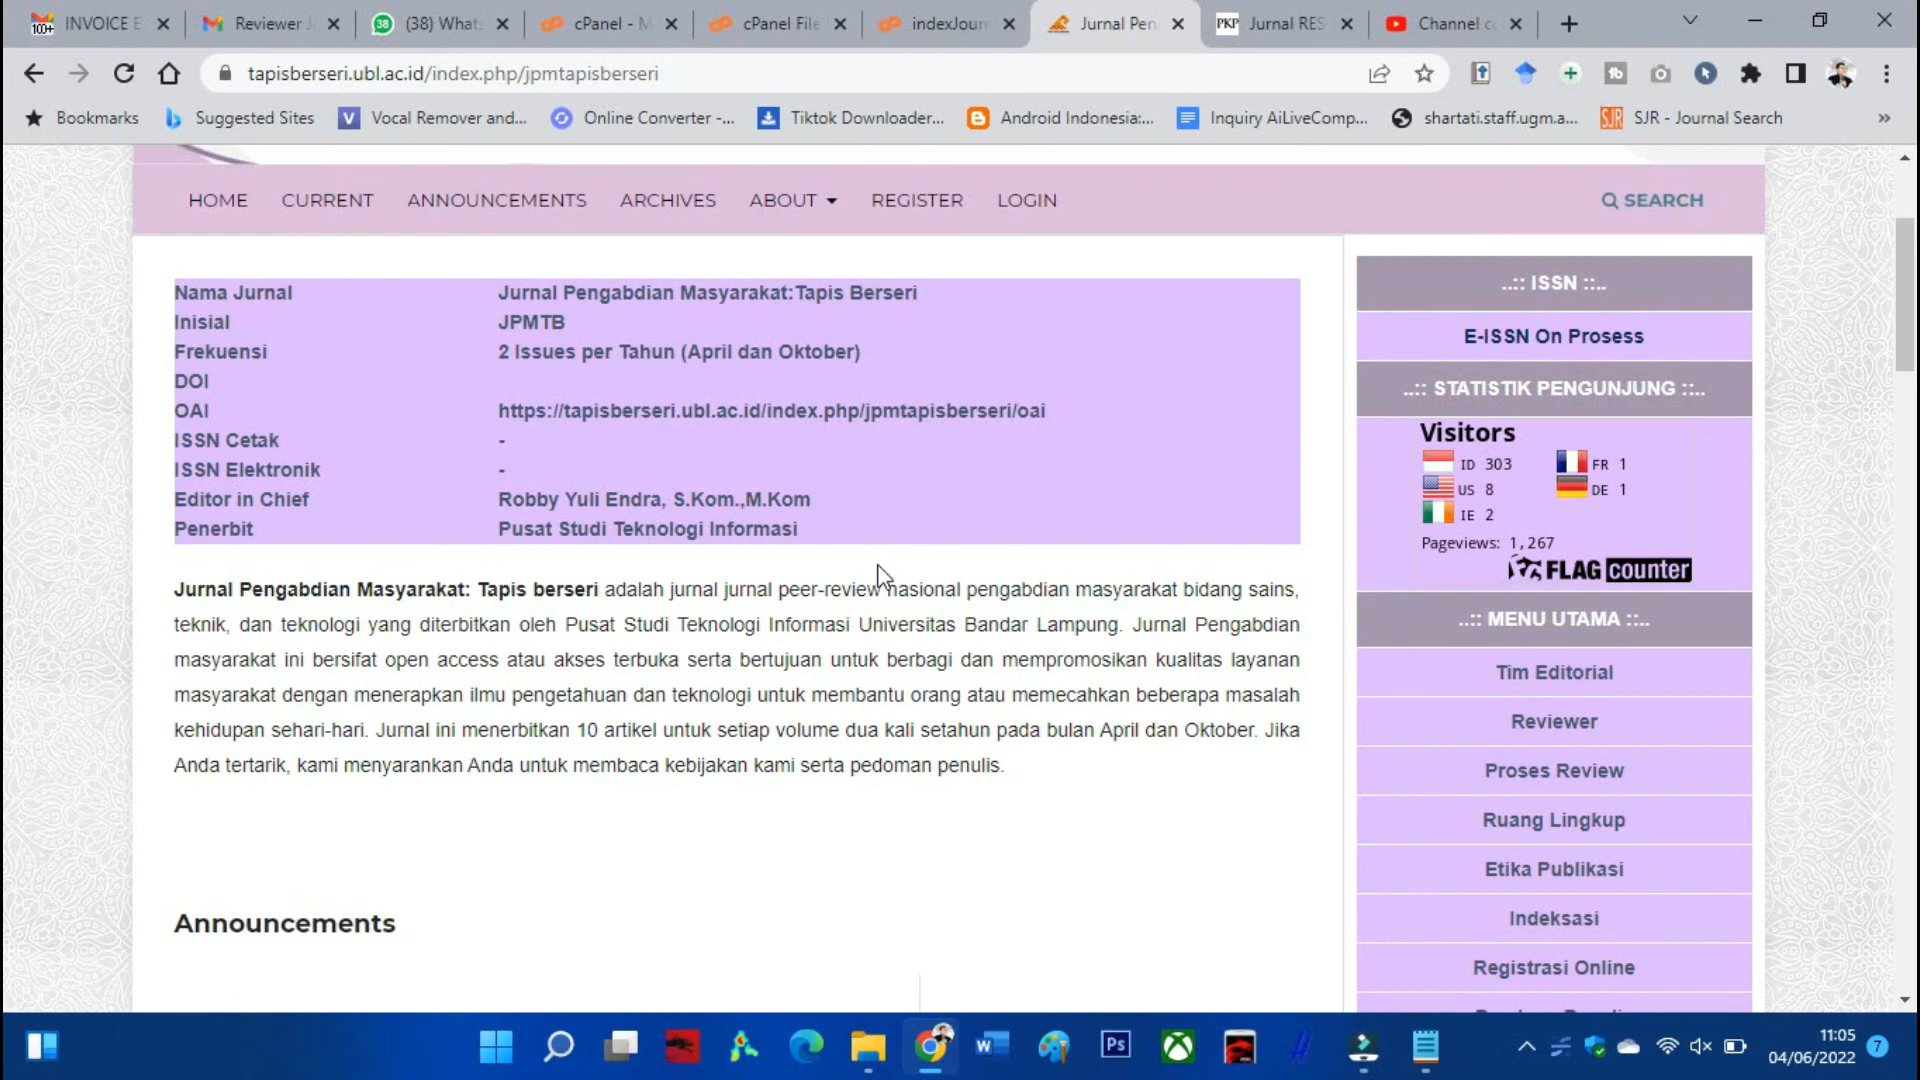 INVOICE E
Reviewer J
(38) Whats
cPanel - M
cPanel File
indexJourn
Jurnal Pen
PKP Jurnal RES
Channel c
100+
38
tapisberseri.ubl.ac.id/index.php/jpmtapisberseri
Bookmarks
Suggested Sites
Vocal Remover and...
Online Converter -...
Tiktok Downloader...
Android Indonesia:...
Inquiry AiLiveComp...
shartati.staff.ugm.a...
SJR SJR - Journal Search
»
HOME CURRENT ANNOUNCEMENTS ARCHIVES ABOUT REGISTER LOGIN
SEARCH
Nama Jurnal Jurnal Pengabdian Masyarakat:Tapis Berseri
Inisial JPMTB
Frekuensi 2 Issues per Tahun (April dan Oktober)
DOI
OAI https://tapisberseri.ubl.ac.id/index.php/jpmtapisberseri/oai
ISSN Cetak -
ISSN Elektronik -
Editor in Chief Robby Yuli Endra, S.Kom.,M.Kom
Penerbit Pusat Studi Teknologi Informasi
Jurnal Pengabdian Masyarakat: Tapis berseri adalah jurnal jurnal peer-review nasional pengabdian masyarakat bidang sains,
teknik, dan teknologi yang diterbitkan oleh Pusat Studi Teknologi Informasi Universitas Bandar Lampung. Jurnal Pengabdian
masyarakat ini bersifat open access atau akses terbuka serta bertujuan untuk berbagi dan mempromosikan kualitas layanan
masyarakat dengan menerapkan ilmu pengetahuan dan teknologi untuk membantu orang atau memecahkan beberapa masalah
kehidupan sehari-hari. Jurnal ini menerbitkan 10 artikel untuk setiap volume dua kali setahun pada bulan April dan Oktober. Jika
Anda tertarik, kami menyarankan Anda untuk membaca kebijakan kami serta pedoman penulis.
Announcements
..:: ISSN ::..
E-ISSN On Prosess
..:: STATISTIK PENGUNJUNG ::..
Visitors
ID 303 FR 1
US 8 DE 1
IE 2
Pageviews: 1,267
FLAG counter
..:: MENU UTAMA ::..
Tim Editorial
Reviewer
Proses Review
Ruang Lingkup
Etika Publikasi
Indeksasi
Registrasi Online
Ps
11:05
04/06/2022
7